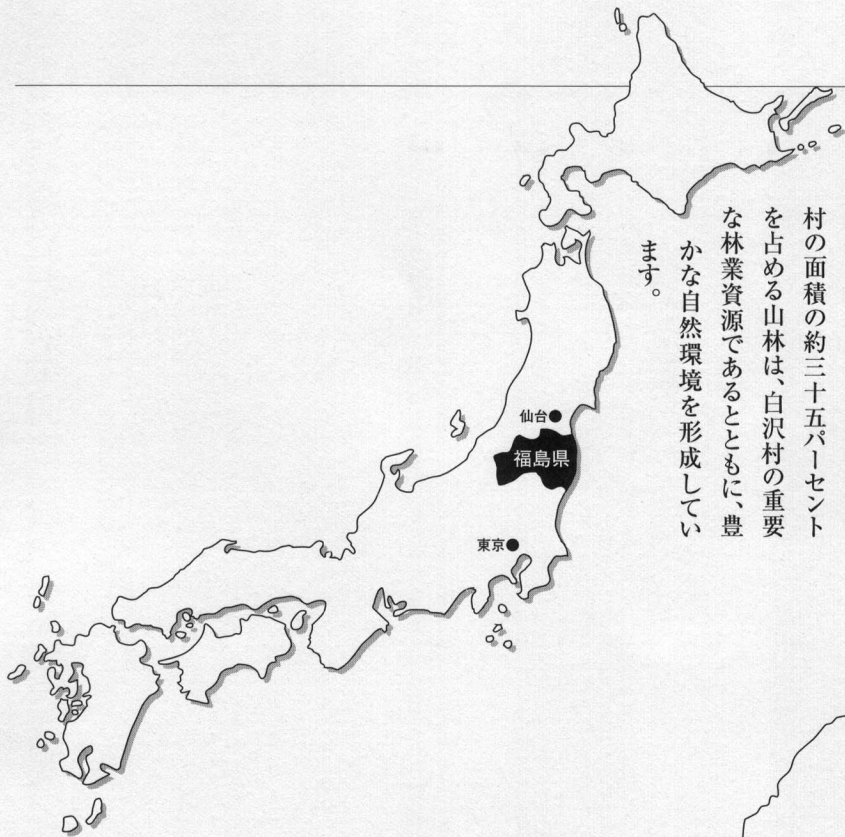 村の面積の約三十五パーセント
を占める山林は、白沢村の重要
な林業資源であるとともに、豊
かな自然環境を形成してい
ます。
仙台
福島県
東京